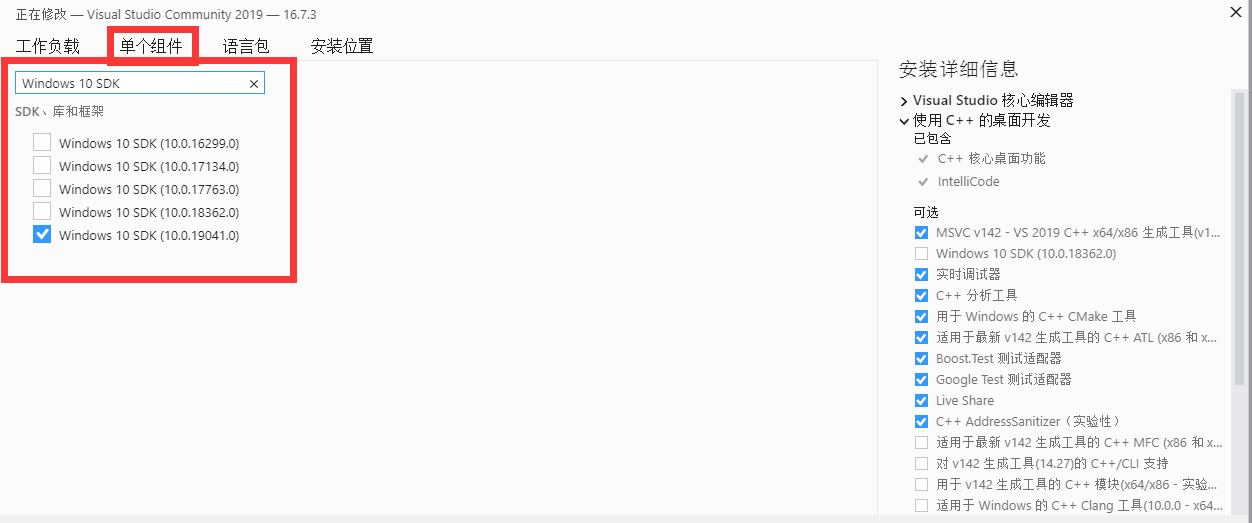 正在修改 — Visual Studio Community 2019 — 16.7.3
工作负载 单个组件 语言包 安装位置
Windows 10 SDK
SDK、库和框架
Windows 10 SDK (10.0.16299.0)
Windows 10 SDK (10.0.17134.0)
Windows 10 SDK (10.0.17763.0)
Windows 10 SDK (10.0.18362.0)
Windows 10 SDK (10.0.19041.0)
安装详细信息
Visual Studio 核心编辑器
使用 C++ 的桌面开发
已包含
C++ 核心桌面功能
IntelliCode
可选
MSVC v142 - VS 2019 C++ x64/x86 生成工具(v1...
Windows 10 SDK (10.0.18362.0)
实时调试器
C++ 分析工具
用于 Windows 的 C++ CMake 工具
适用于最新 v142 生成工具的 C++ ATL (x86 和 x...
Boost.Test 测试适配器
Google Test 测试适配器
Live Share
C++ AddressSanitizer（实验性）
适用于最新 v142 生成工具的 C++ MFC (x86 和 x...
对 v142 生成工具(14.27)的 C++/CLI 支持
用于 v142 生成工具的 C++ 模块(x64/x86 - 实验...
适用于 Windows 的 C++ Clang 工具(10.0.0 - x64...